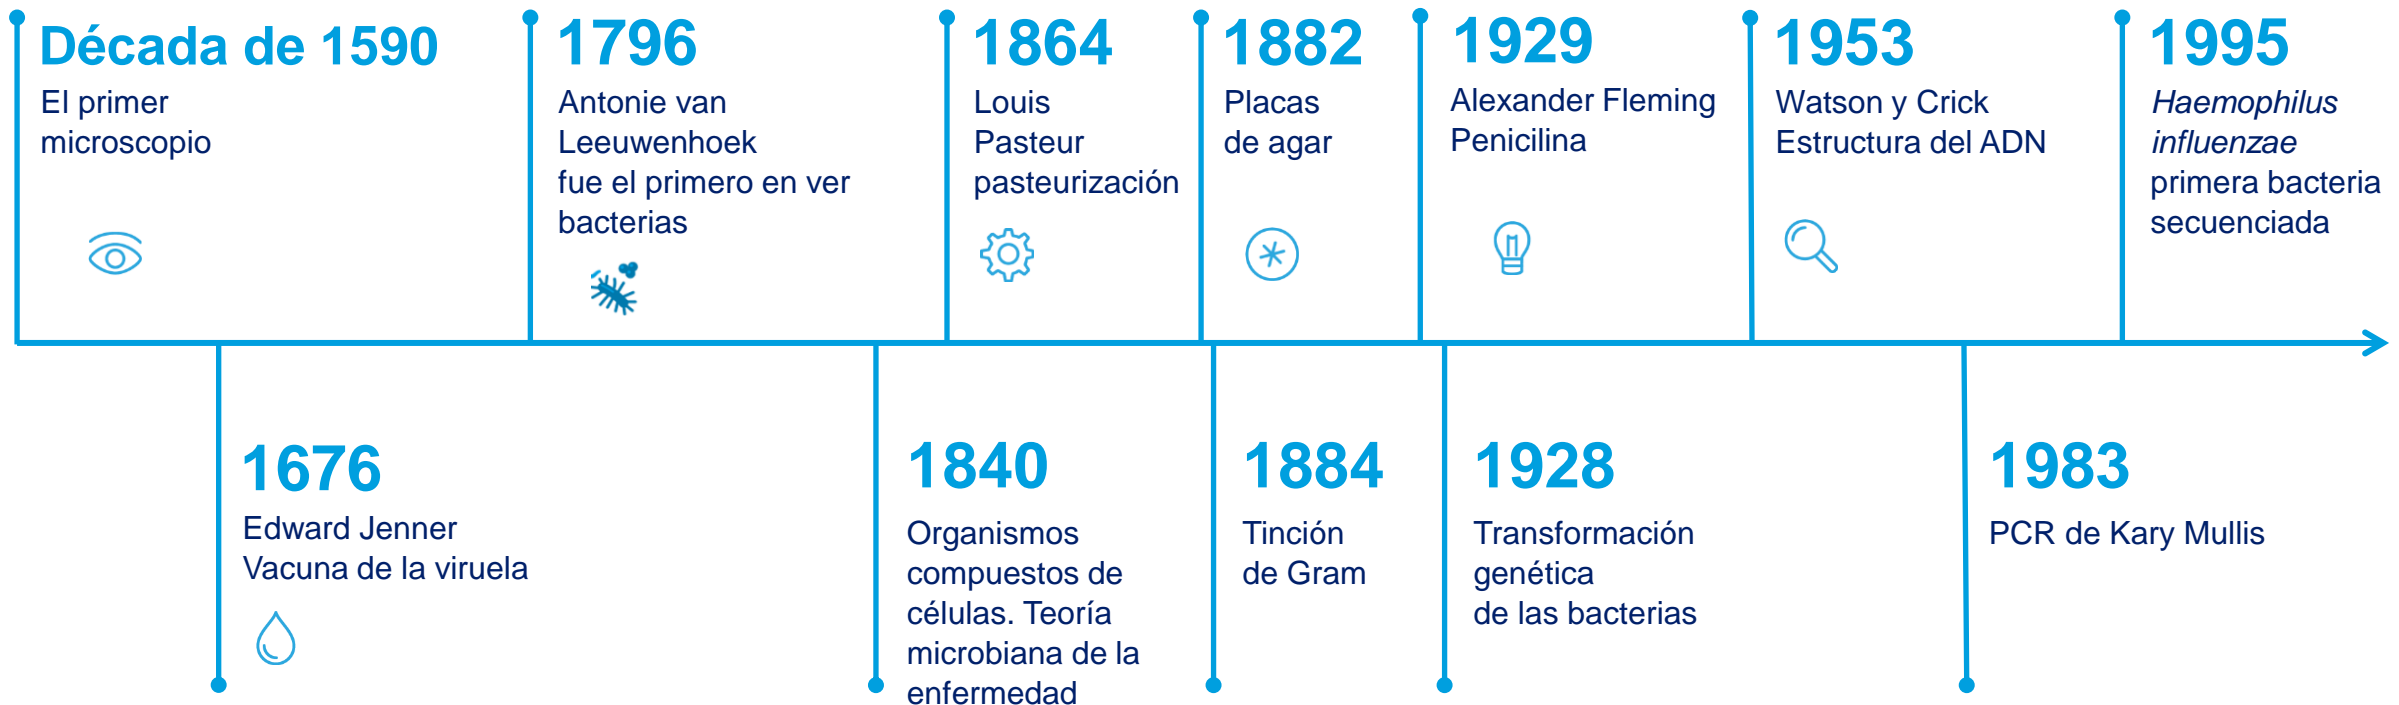 Década de 1590
El primer
microscopio
1796
Antonie van
Leeuwenhoek
fue el primero en ver
bacterias
1864
Louis
Pasteur
pasteurización
1882
Placas
de agar
1929
Alexander Fleming
Penicilina
1953
Watson y Crick
Estructura del ADN
1995
Haemophilus
influenzae
primera bacteria
secuenciada
1676
Edward Jenner
Vacuna de la viruela
1840
Organismos
compuestos de
células. Teoría
microbiana de la
enfermedad
1884
Tinción
de Gram
1928
Transformación
genética
de las bacterias
1983
PCR de Kary Mullis